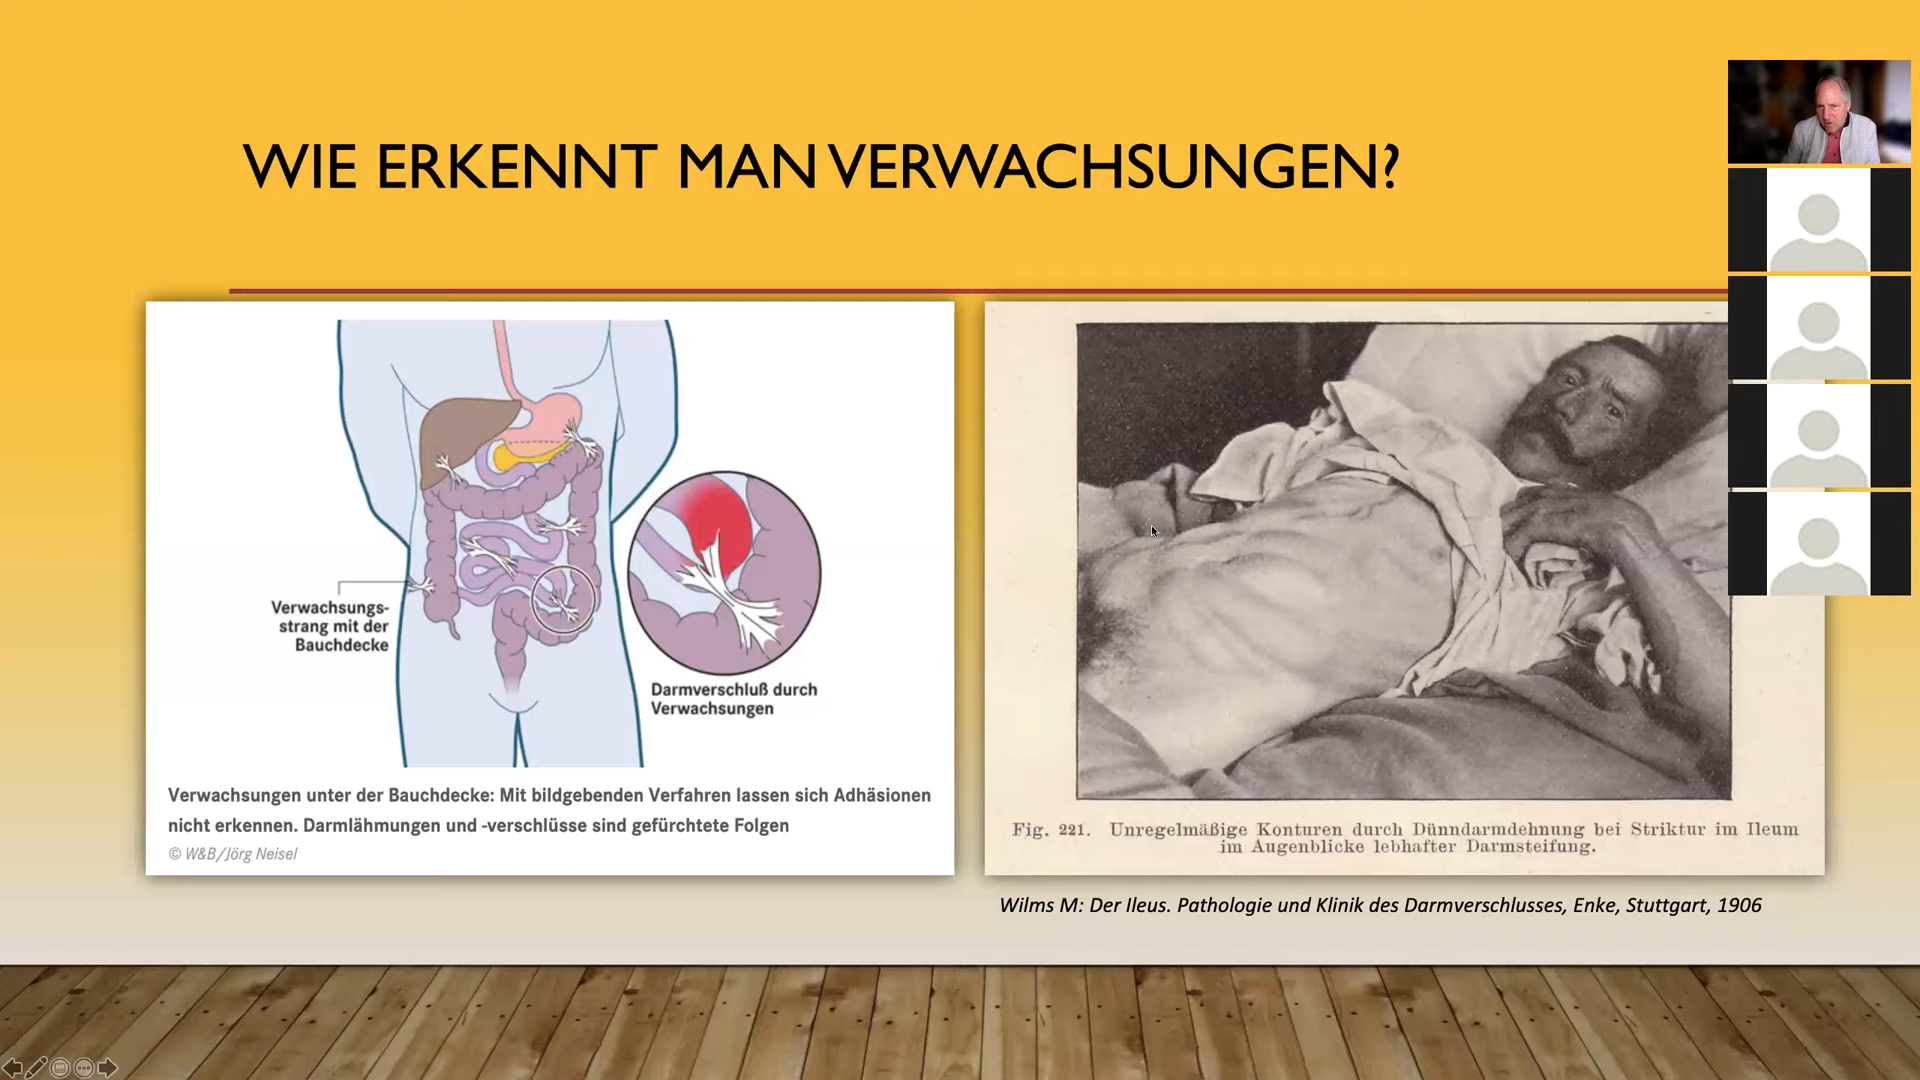 WIE ERKENNT MAN VERWACHSUNGEN?
Verwachsungs-
strang mit der
Bauchdecke
Darmverschluß durch
Verwachsungen
Verwachsungen unter der Bauchdecke: Mit bildgebenden Verfahren lassen sich Adhäsionen
nicht erkennen. Darmlähmungen und -verschlüsse sind gefürchtete Folgen
© W&B/Jörg Neisel
Fig. 221. Unregelmäßige Konturen durch Dünndarmdehnung bei Striktur im Ileum
im Augenblicke lebhafter Darmsteifung.
Wilms M: Der Ileus. Pathologie und Klinik des Darmverschlusses, Enke, Stuttgart, 1906